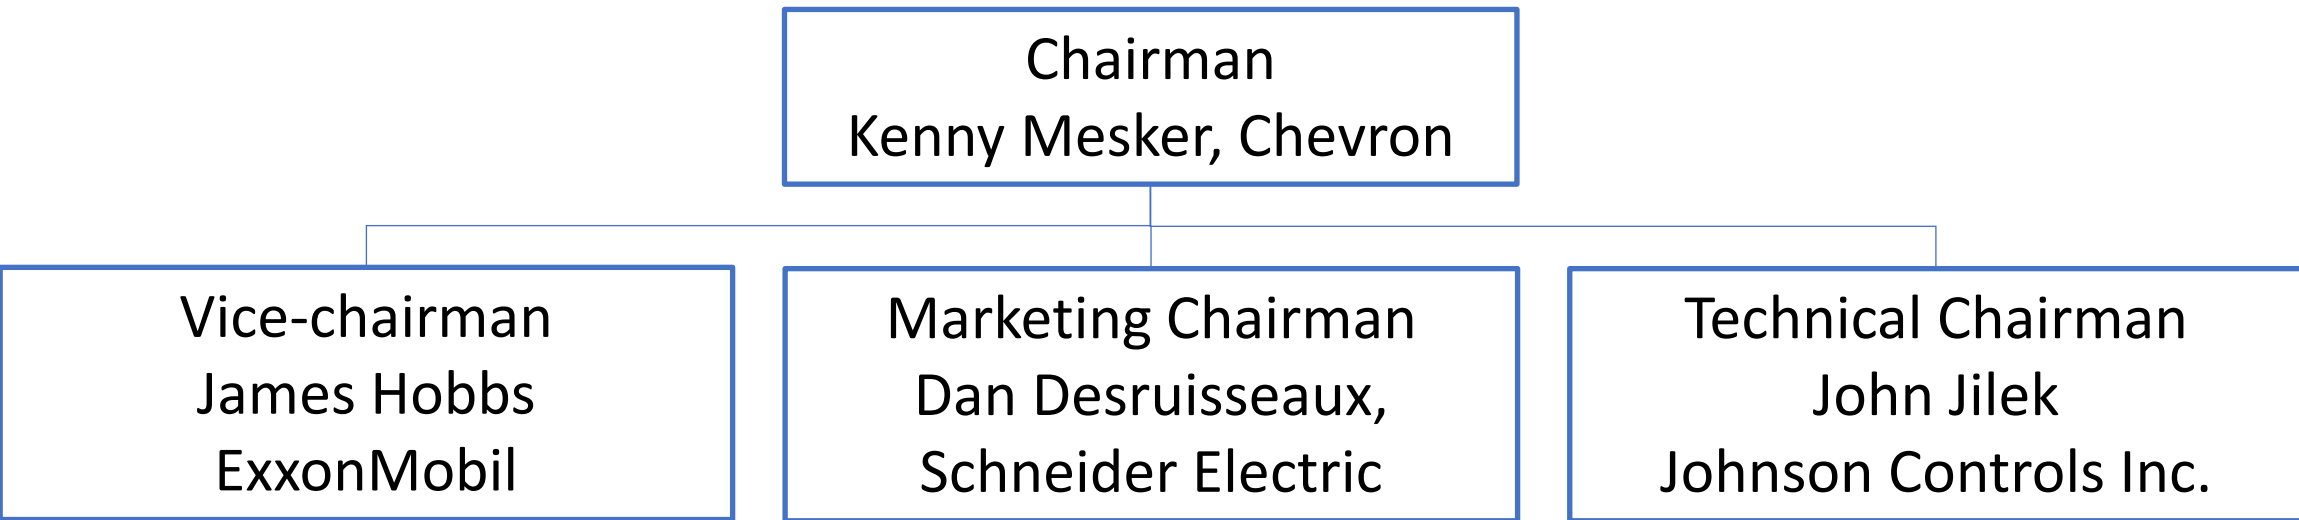 Chairman
Kenny Mesker, Chevron
Vice-chairman
James Hobbs
ExxonMobil
Marketing Chairman
Dan Desruisseaux,
Schneider Electric
Technical Chairman
John Jilek
Johnson Controls Inc.